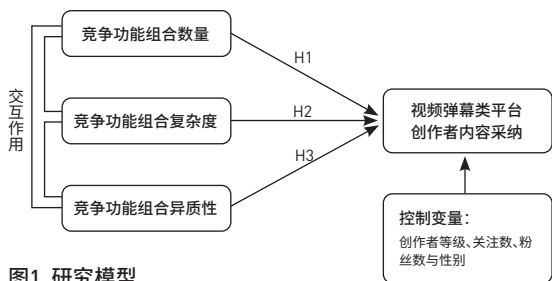 竞争功能组合数量
H1
交互作用
竞争功能组合复杂度
H2
视频弹幕类平台
创作者内容采纳
H3
竞争功能组合异质性
控制变量：
创作者等级、关注数、粉
丝数与性别
图1 研究模型